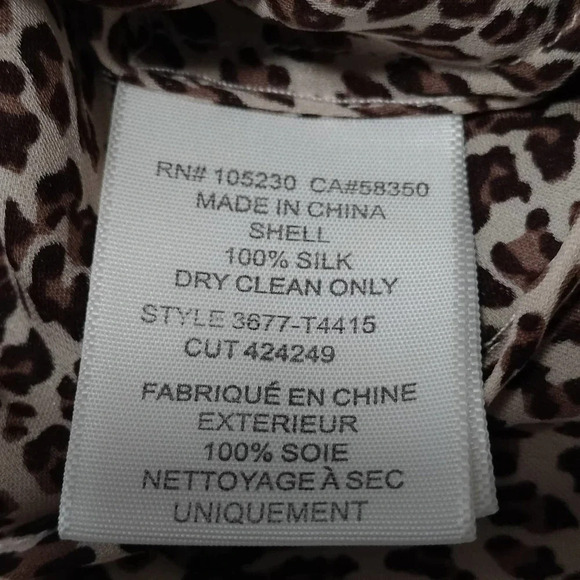 RN# 105230 CA#58350
MADE IN CHINA
SHELL
100% SILK
DRY CLEAN ONLY
STYLE 3677-T4415
CUT 424249
FABRIQUÉ EN CHINE
EXTERIEUR
100% SOIE
NETTOYAGE À SEC
UNIQUEMENT